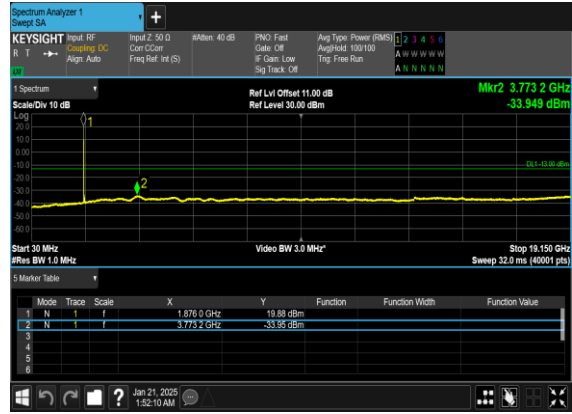 Spectrum Analyzer 1
Swept SA
KEYSIGHT
R T
Input: RF
Coupling: DC
Align: Auto
Input Z: 50 Ω
Corr CCorr
Freq Ref: Int (S)
#Atten: 40 dB
PNO: Fast
Gate: Off
IF Gain: Low
Sig Track: Off
Avg Type: Power (RMS)
Avg|Hold: 100/100
Trig: Free Run
1 2 3 4 5 6
A W W W W W
A N N N N N
1 Spectrum
Scale/Div 10 dB
Ref Lvl Offset 11.00 dB
Ref Level 30.00 dBm
Mkr2 3.773 2 GHz
-33.949 dBm
Log
1
20.0
10.0
0.00
-10.0
DL1 -13.00 dBm
-20.0
2
-30.0
-40.0
-50.0
-60.0
Start 30 MHz
Video BW 3.0 MHz*
Stop 19.150 GHz
#Res BW 1.0 MHz
Sweep 32.0 ms (40001 pts)
5 Marker Table
Mode Trace Scale X Y Function Function Width Function Value
1 N 1 f 1.876 0 GHz 19.88 dBm
2 N 1 f 3.773 2 GHz -33.95 dBm
3
4
5
6
?
Jan 21, 2025
1:52:10 AM